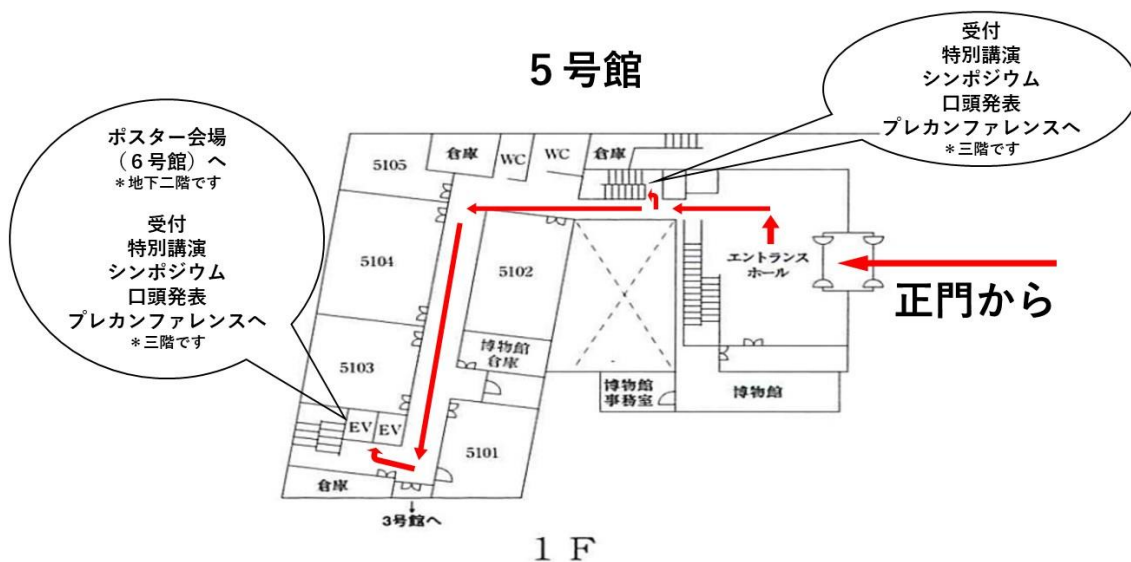 5号館
受付
特別講演
シンポジウム
口頭発表
プレカンファレンスへ
*三階です
ポスター会場
(6号館)へ
*地下二階です
受付
特別講演
シンポジウム
口頭発表
プレカンファレンスへ
*三階です
5105
倉庫
WC
WC
倉庫
5104
5102
エントランス
ホール
正門から
5103
博物館
倉庫
博物館
事務室
博物館
EV
EV
5101
倉庫
3号館へ
1F